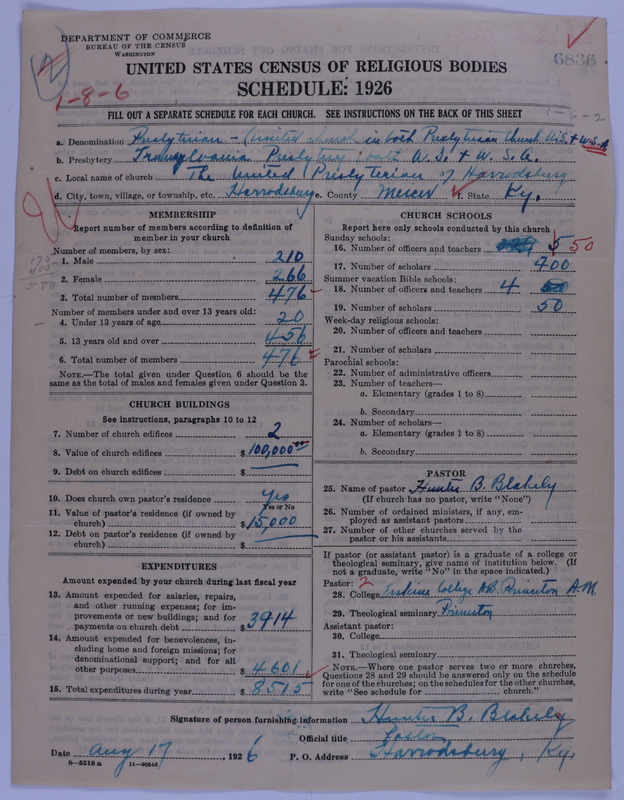 DEPARTMENT OF COMMERCE
BUREAU OF THE CENSUS
WASHINGTON
6836
1-8-6
UNITED STATES CENSUS OF RELIGIOUS BODIES
SCHEDULE: 1926
FILL OUT A SEPARATE SCHEDULE FOR EACH CHURCH. SEE INSTRUCTIONS ON THE BACK OF THIS SHEET
1-6-2
a. Denomination Presbyterian - (United church in both Presbyterian Church U.S. & U.S.A.
b. Presbytery Transylvania Presbytery both U.S. & U.S.A.
c. Local name of church The United Presbyterian of Harrodsburg
d. City, town, village, or township, etc. Harrodsburg e. County Mercer f. State Ky.
MEMBERSHIP
Report number of members according to definition of member in your church
Number of members, by sex:
1. Male 210
2. Female 266
3. Total number of members 476
Number of members under and over 13 years old:
4. Under 13 years of age 20
5. 13 years old and over 456
6. Total number of members 476
NOTE.—The total given under Question 6 should be the same as the total of males and females given under Question 3.
CHURCH BUILDINGS
See instructions, paragraphs 10 to 12
7. Number of church edifices 2
8. Value of church edifices $100,000
9. Debt on church edifices $
10. Does church own pastor's residence Yes
Yes or No
11. Value of pastor's residence (if owned by church) $15,000
12. Debt on pastor's residence (if owned by church) $
EXPENDITURES
Amount expended by your church during last fiscal year
13. Amount expended for salaries, repairs, and other running expenses; for improvements or new buildings; and for payments on church debt $3914
14. Amount expended for benevolences, including home and foreign missions; for denominational support; and for all other purposes $4601
15. Total expenditures during year $8515
CHURCH SCHOOLS
Report here only schools conducted by this church
Sunday schools:
16. Number of officers and teachers 50
17. Number of scholars 400
Summer vacation Bible schools:
18. Number of officers and teachers 4
19. Number of scholars 50
Week-day religious schools:
20. Number of officers and teachers
21. Number of scholars
Parochial schools:
22. Number of administrative officers
23. Number of teachers—
a. Elementary (grades 1 to 8)
b. Secondary
24. Number of scholars—
a. Elementary (grades 1 to 8)
b. Secondary
PASTOR
25. Name of pastor Hunter B. Blakely
(If church has no pastor, write "None")
26. Number of ordained ministers, if any, employed as assistant pastors
27. Number of other churches served by the pastor or his assistants
If pastor (or assistant pastor) is a graduate of a college or theological seminary, give name of institution below. (If not a graduate, write "No" in the space indicated.)
Pastor: 2
28. College Erskine College A.B. Princeton A.M.
29. Theological seminary Princeton
Assistant pastor:
30. College
31. Theological seminary
NOTE.—Where one pastor serves two or more churches, Questions 28 and 29 should be answered only on the schedule for one of the churches; on the schedules for the other churches, write "See schedule for church."
Signature of person furnishing information Hunter B. Blakely
Official title Pastor
Date Aug 17, 1926 P. O. Address Harrodsburg, Ky.
8-5518a